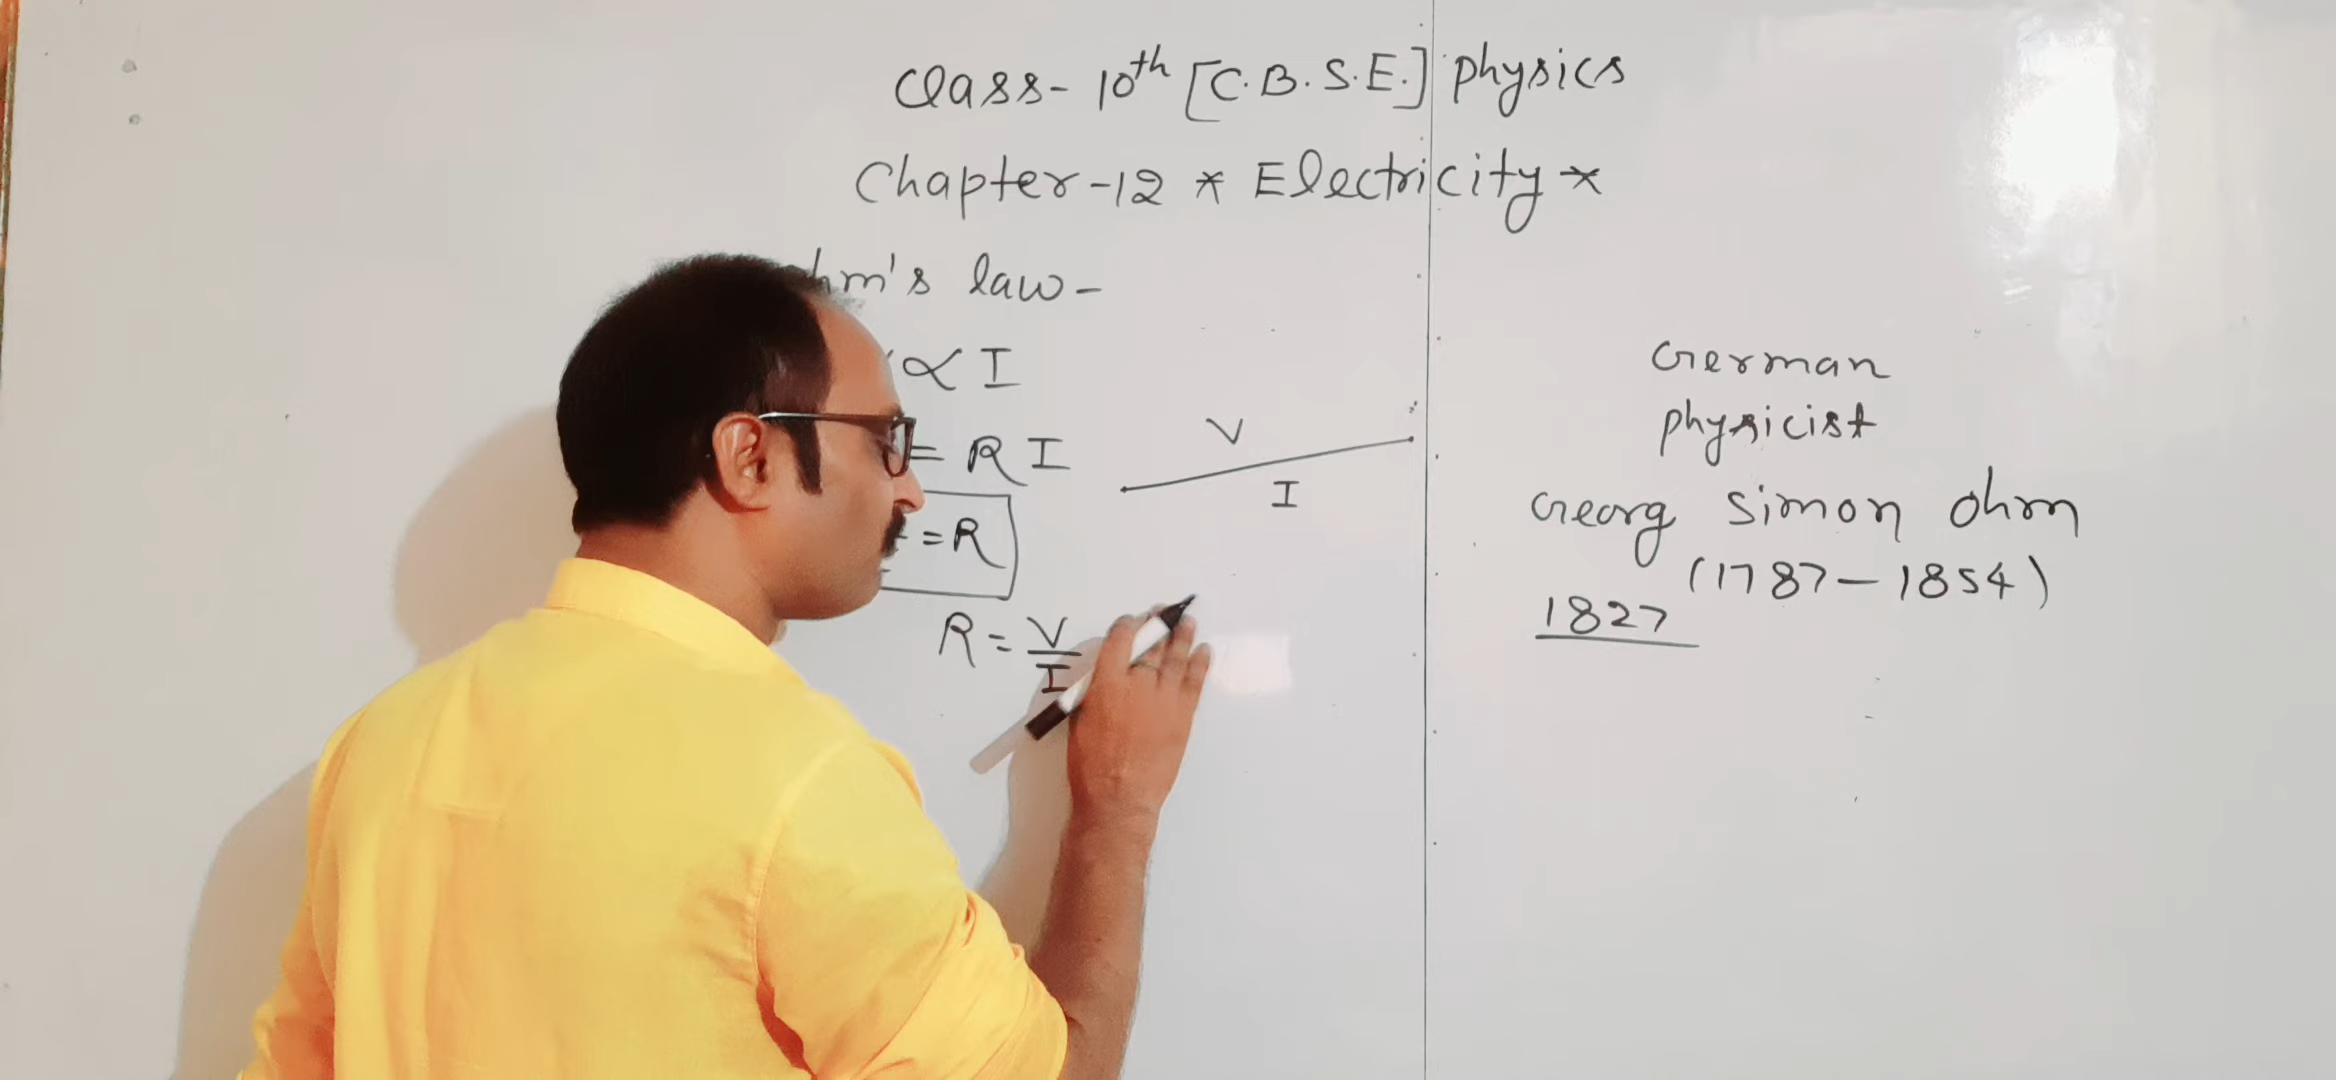 Class- 10th [C.B.S.E.] physics
Chapter-12 * Electricity *
hm's law-
∝ I
= R I
= R
R = V/I
V
I
German
physicist
Georg Simon Ohm
(1787-1854)
1827